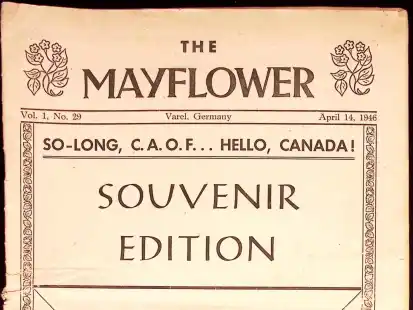 THE
MAYFLOWER
Vol. 1, No. 29 Varel, Germany April 14, 1946
SO-LONG, C.A.O.F... HELLO, CANADA!
SOUVENIR
EDITION